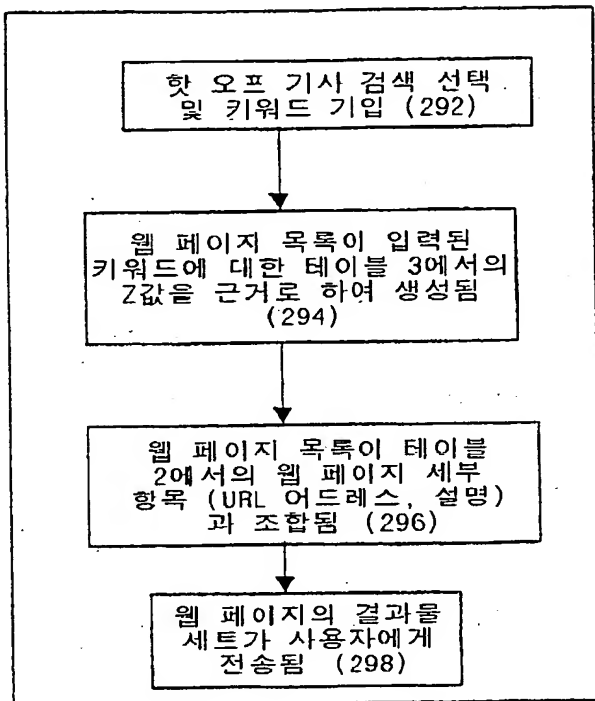 핫 오프 기사 검색 선택
및 키워드 기입 (292)
웹 페이지 목록이 입력된
키워드에 대한 테이블 3에서의
Z값을 근거로 하여 생성됨
(294)
웹 페이지 목록이 테이블
2에서의 웹 페이지 세부
항목 (URL 어드레스, 설명)
과 조합됨 (296)
웹 페이지의 결과물
세트가 사용자에게
전송됨 (298)